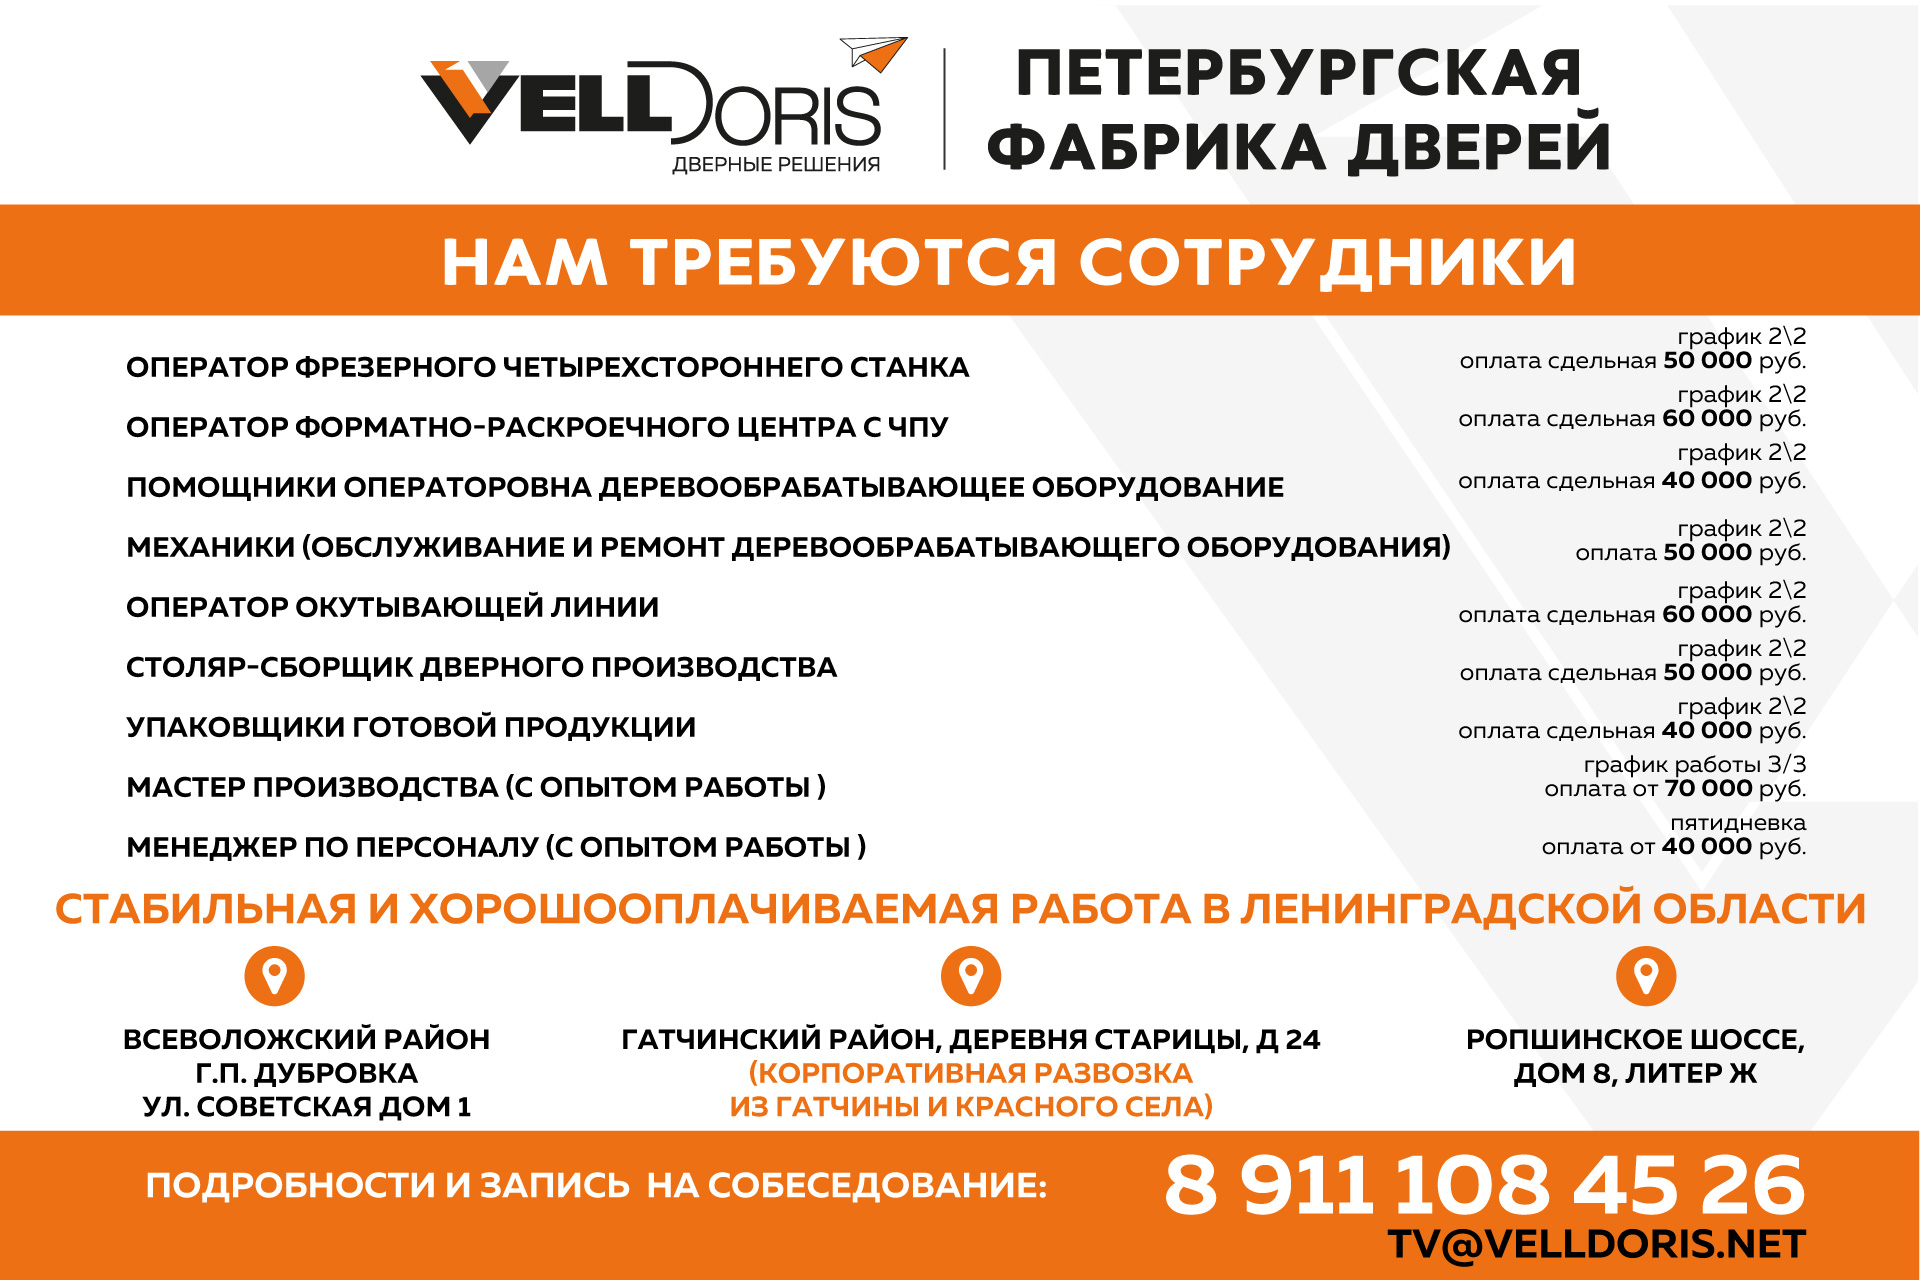 VELLDORIS
ДВЕРНЫЕ РЕШЕНИЯ
ПЕТЕРБУРГСКАЯ
ФАБРИКА ДВЕРЕЙ
НАМ ТРЕБУЮТСЯ СОТРУДНИКИ
ОПЕРАТОР ФРЕЗЕРНОГО ЧЕТЫРЕХСТОРОННЕГО СТАНКА
график 2\2
оплата сдельная 50 000 руб.
ОПЕРАТОР ФОРМАТНО-РАСКРОЕЧНОГО ЦЕНТРА С ЧПУ
график 2\2
оплата сдельная 60 000 руб.
ПОМОЩНИКИ ОПЕРАТОРОВНА ДЕРЕВООБРАБАТЫВАЮЩЕЕ ОБОРУДОВАНИЕ
график 2\2
оплата сдельная 40 000 руб.
МЕХАНИКИ (ОБСЛУЖИВАНИЕ И РЕМОНТ ДЕРЕВООБРАБАТЫВАЮЩЕГО ОБОРУДОВАНИЯ)
график 2\2
оплата 50 000 руб.
ОПЕРАТОР ОКУТЫВАЮЩЕЙ ЛИНИИ
график 2\2
оплата сдельная 60 000 руб.
СТОЛЯР-СБОРЩИК ДВЕРНОГО ПРОИЗВОДСТВА
график 2\2
оплата сдельная 50 000 руб.
УПАКОВЩИКИ ГОТОВОЙ ПРОДУКЦИИ
график 2\2
оплата сдельная 40 000 руб.
МАСТЕР ПРОИЗВОДСТВА (С ОПЫТОМ РАБОТЫ )
график работы 3/3
оплата от 70 000 руб.
МЕНЕДЖЕР ПО ПЕРСОНАЛУ (С ОПЫТОМ РАБОТЫ )
пятидневка
оплата от 40 000 руб.
СТАБИЛЬНАЯ И ХОРОШООПЛАЧИВАЕМАЯ РАБОТА В ЛЕНИНГРАДСКОЙ ОБЛАСТИ
ВСЕВОЛОЖСКИЙ РАЙОН
Г.П. ДУБРОВКА
УЛ. СОВЕТСКАЯ ДОМ 1
ГАТЧИНСКИЙ РАЙОН, ДЕРЕВНЯ СТАРИЦЫ, Д 24
(КОРПОРАТИВНАЯ РАЗВОЗКА
ИЗ ГАТЧИНЫ И КРАСНОГО СЕЛА)
РОПШИНСКОЕ ШОССЕ,
ДОМ 8, ЛИТЕР Ж
ПОДРОБНОСТИ И ЗАПИСЬ НА СОБЕСЕДОВАНИЕ:
8 911 108 45 26
TV@VELLDORIS.NET